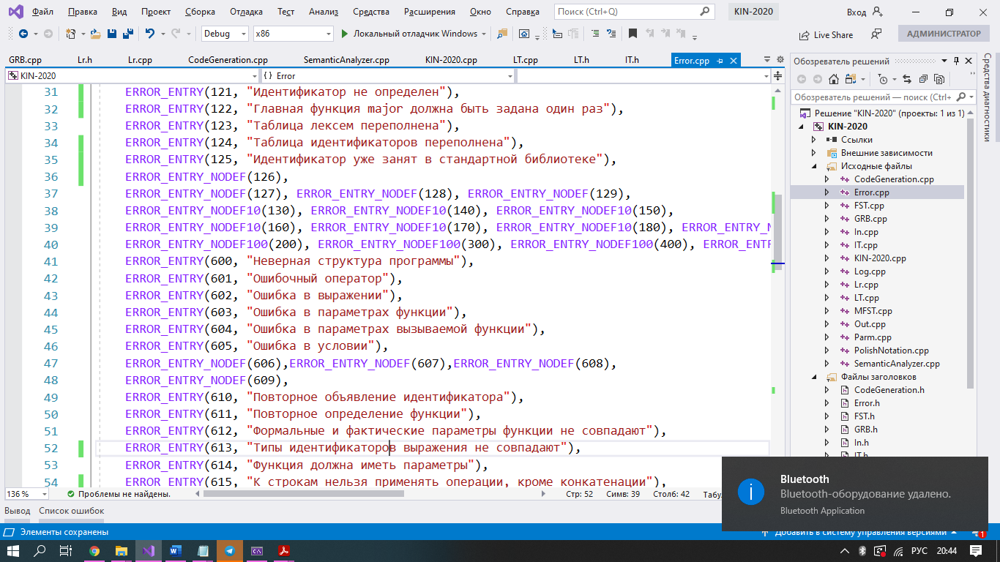 Файл Правка Вид Проект Сборка Отладка Тест Анализ Средства Расширения Окно Справка Поиск (Ctrl+Q) KIN-2020 Вход
Debug x86 Локальный отладчик Windows Live Share АДМИНИСТРАТОР
GRB.cpp Lr.h Lr.cpp CodeGeneration.cpp SemanticAnalyzer.cpp KIN-2020.cpp LT.cpp LT.h IT.h Error.cpp
KIN-2020 {} Error
31 ERROR_ENTRY(121, "Идентификатор не определен"),
32 ERROR_ENTRY(122, "Главная функция major должна быть задана один раз"),
33 ERROR_ENTRY(123, "Таблица лексем переполнена"),
34 ERROR_ENTRY(124, "Таблица идентификаторов переполнена"),
35 ERROR_ENTRY(125, "Идентификатор уже занят в стандартной библиотеке"),
36 ERROR_ENTRY_NODEF(126),
37 ERROR_ENTRY_NODEF(127), ERROR_ENTRY_NODEF(128), ERROR_ENTRY_NODEF(129),
38 ERROR_ENTRY_NODEF10(130), ERROR_ENTRY_NODEF10(140), ERROR_ENTRY_NODEF10(150),
39 ERROR_ENTRY_NODEF10(160), ERROR_ENTRY_NODEF10(170), ERROR_ENTRY_NODEF10(180), ERROR_ENTRY_N
40 ERROR_ENTRY_NODEF100(200), ERROR_ENTRY_NODEF100(300), ERROR_ENTRY_NODEF100(400), ERROR_ENTR
41 ERROR_ENTRY(600, "Неверная структура программы"),
42 ERROR_ENTRY(601, "Ошибочный оператор"),
43 ERROR_ENTRY(602, "Ошибка в выражении"),
44 ERROR_ENTRY(603, "Ошибка в параметрах функции"),
45 ERROR_ENTRY(604, "Ошибка в параметрах вызываемой функции"),
46 ERROR_ENTRY(605, "Ошибка в условии"),
47 ERROR_ENTRY_NODEF(606),ERROR_ENTRY_NODEF(607),ERROR_ENTRY_NODEF(608),
48 ERROR_ENTRY_NODEF(609),
49 ERROR_ENTRY(610, "Повторное объявление идентификатора"),
50 ERROR_ENTRY(611, "Повторное определение функции"),
51 ERROR_ENTRY(612, "Формальные и фактические параметры функции не совпадают"),
52 ERROR_ENTRY(613, "Типы идентификаторов выражения не совпадают"),
53 ERROR_ENTRY(614, "Функция должна иметь параметры"),
54 ERROR_ENTRY(615, "К строкам нельзя применять операции, кроме конкатенации"),
136 % Проблемы не найдены. Стр: 52 Симв: 39 Столб: 42
Вывод Список ошибок
Элементы сохранены Добавить в систему управления версиями 1
Обозреватель решений
Обозреватель решений — поиск (Ctrl+
Решение "KIN-2020" (проекты: 1 из 1)
KIN-2020
Ссылки
Внешние зависимости
Исходные файлы
CodeGeneration.cpp
Error.cpp
FST.cpp
GRB.cpp
In.cpp
IT.cpp
KIN-2020.cpp
Log.cpp
Lr.cpp
LT.cpp
MFST.cpp
Out.cpp
Parm.cpp
PolishNotation.cpp
SemanticAnalyzer.cpp
Файлы заголовков
CodeGeneration.h
Error.h
FST.h
GRB.h
In.h
IT.h
Средства диагностики
Bluetooth
Bluetooth-оборудование удалено.
Bluetooth Application
РУС 20:44